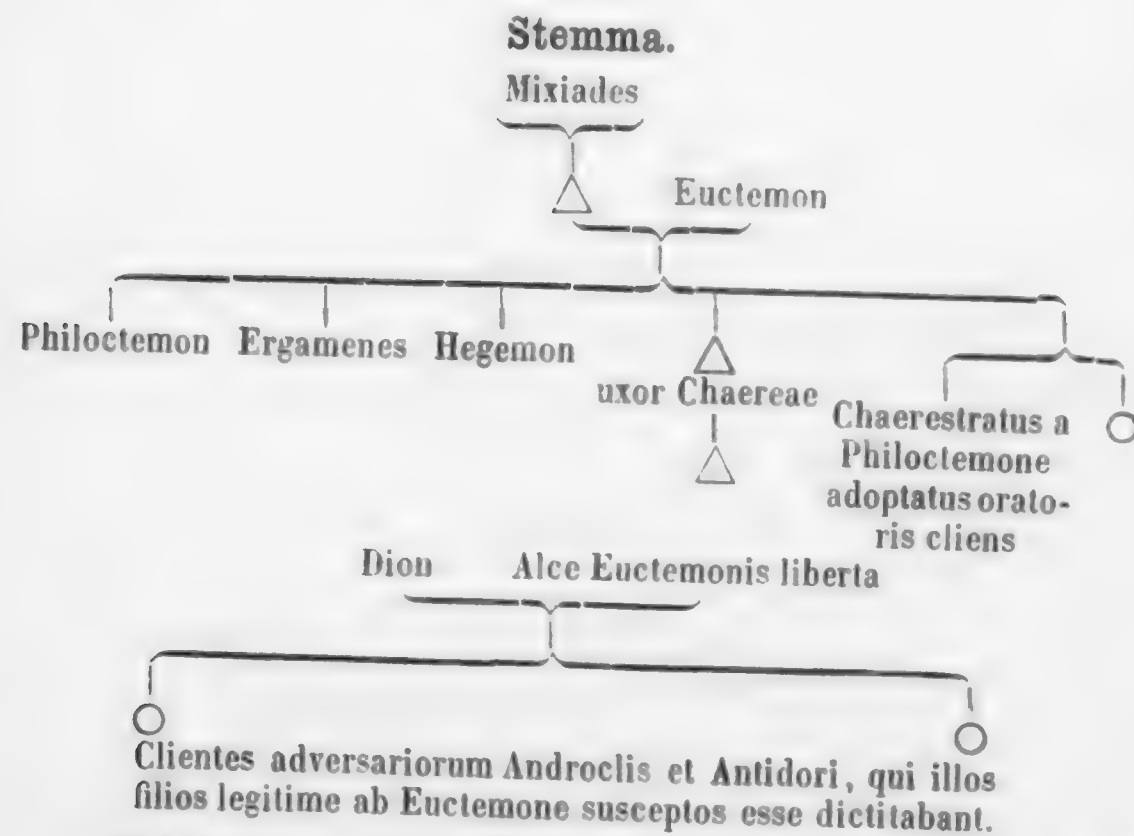 Stemma.
Mixiades
Euctemon
Philoctemon Ergamenes Hegemon
uxor Chaereae
Chaerestratus a
Philoctemone
adoptatus orato-
ris cliens
Dion Alce Euctemonis liberta
Clientes adversariorum Androclis et Antidori, qui illos
filios legitime ab Euctemone susceptos esse dictitabant.